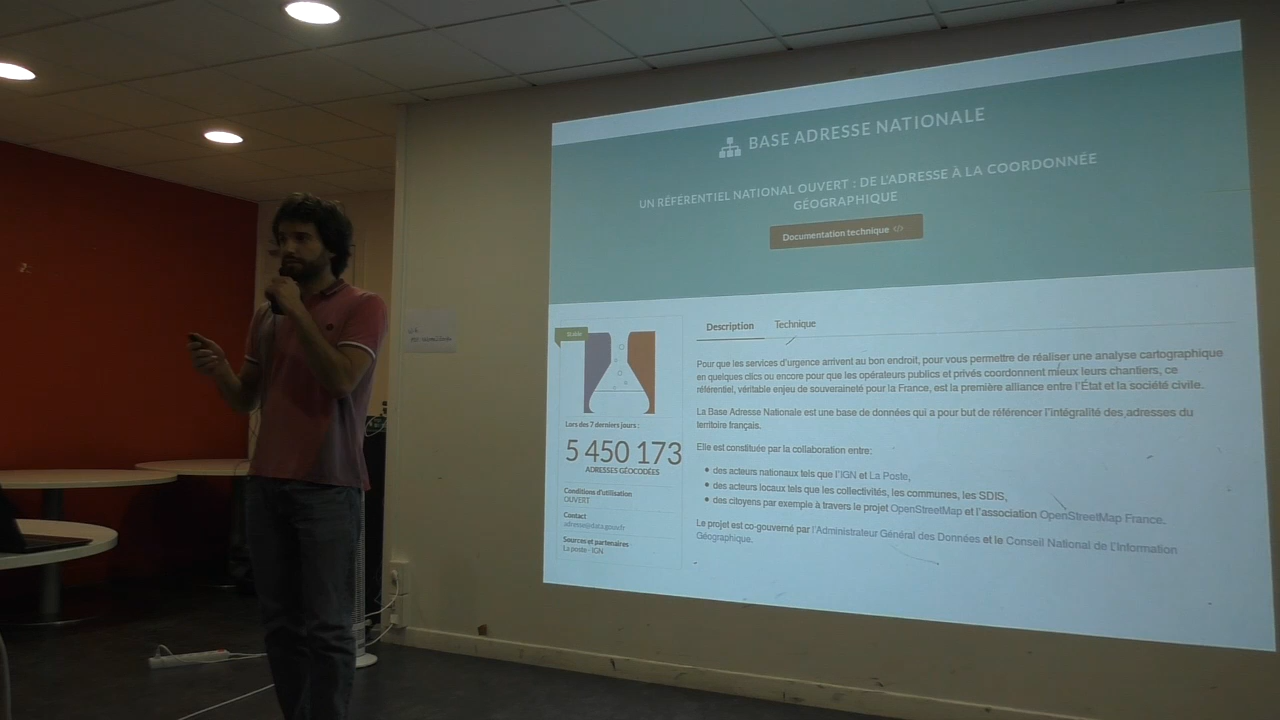 BASE ADRESSE NATIONALE
UN RÉFÉRENTIEL NATIONAL OUVERT : DE L'ADRESSE À LA COORDONNÉE
GÉOGRAPHIQUE
Documentation technique </>
Description Technique
Pour que les services d'urgence arrivent au bon endroit, pour vous permettre de réaliser une analyse cartographique
en quelques clics ou encore pour que les opérateurs publics et privés coordonnent mieux leurs chantiers, ce
référentiel, véritable enjeu de souveraineté pour la France, est la première alliance entre l'État et la société civile.
La Base Adresse Nationale est une base de données qui a pour but de référencer l'intégralité des adresses du
territoire français.
Elle est constituée par la collaboration entre:
• des acteurs nationaux tels que l'IGN et La Poste,
• des acteurs locaux tels que les collectivités, les communes, les SDIS,
• des citoyens par exemple à travers le projet OpenStreetMap et l'association OpenStreetMap France.
Le projet est co-gouverné par l'Administrateur Général des Données et le Conseil National de l'Information
Géographique.
Lors des 7 derniers jours :
5 450 173
ADRESSES GÉOCODÉES
Conditions d'utilisation
OUVERT
Contact
adresse@data.gouv.fr
Sources et partenaires
La poste - IGN